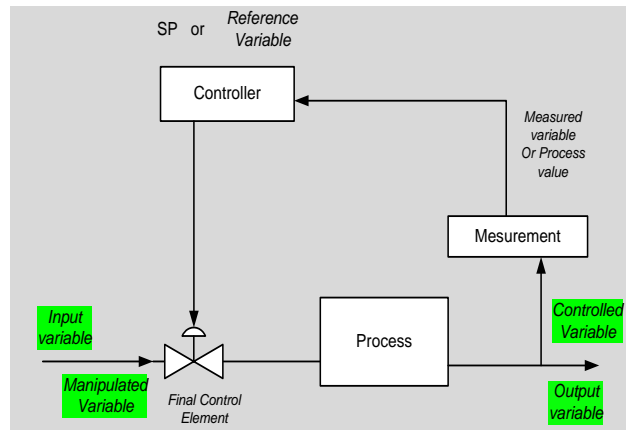 SP or Reference
Variable
Controller
Measured
variable
Or Process
value
Mesurement
Input
variable
Process
Controlled
Variable
Manipulated
Variable
Final Control
Element
Output
variable